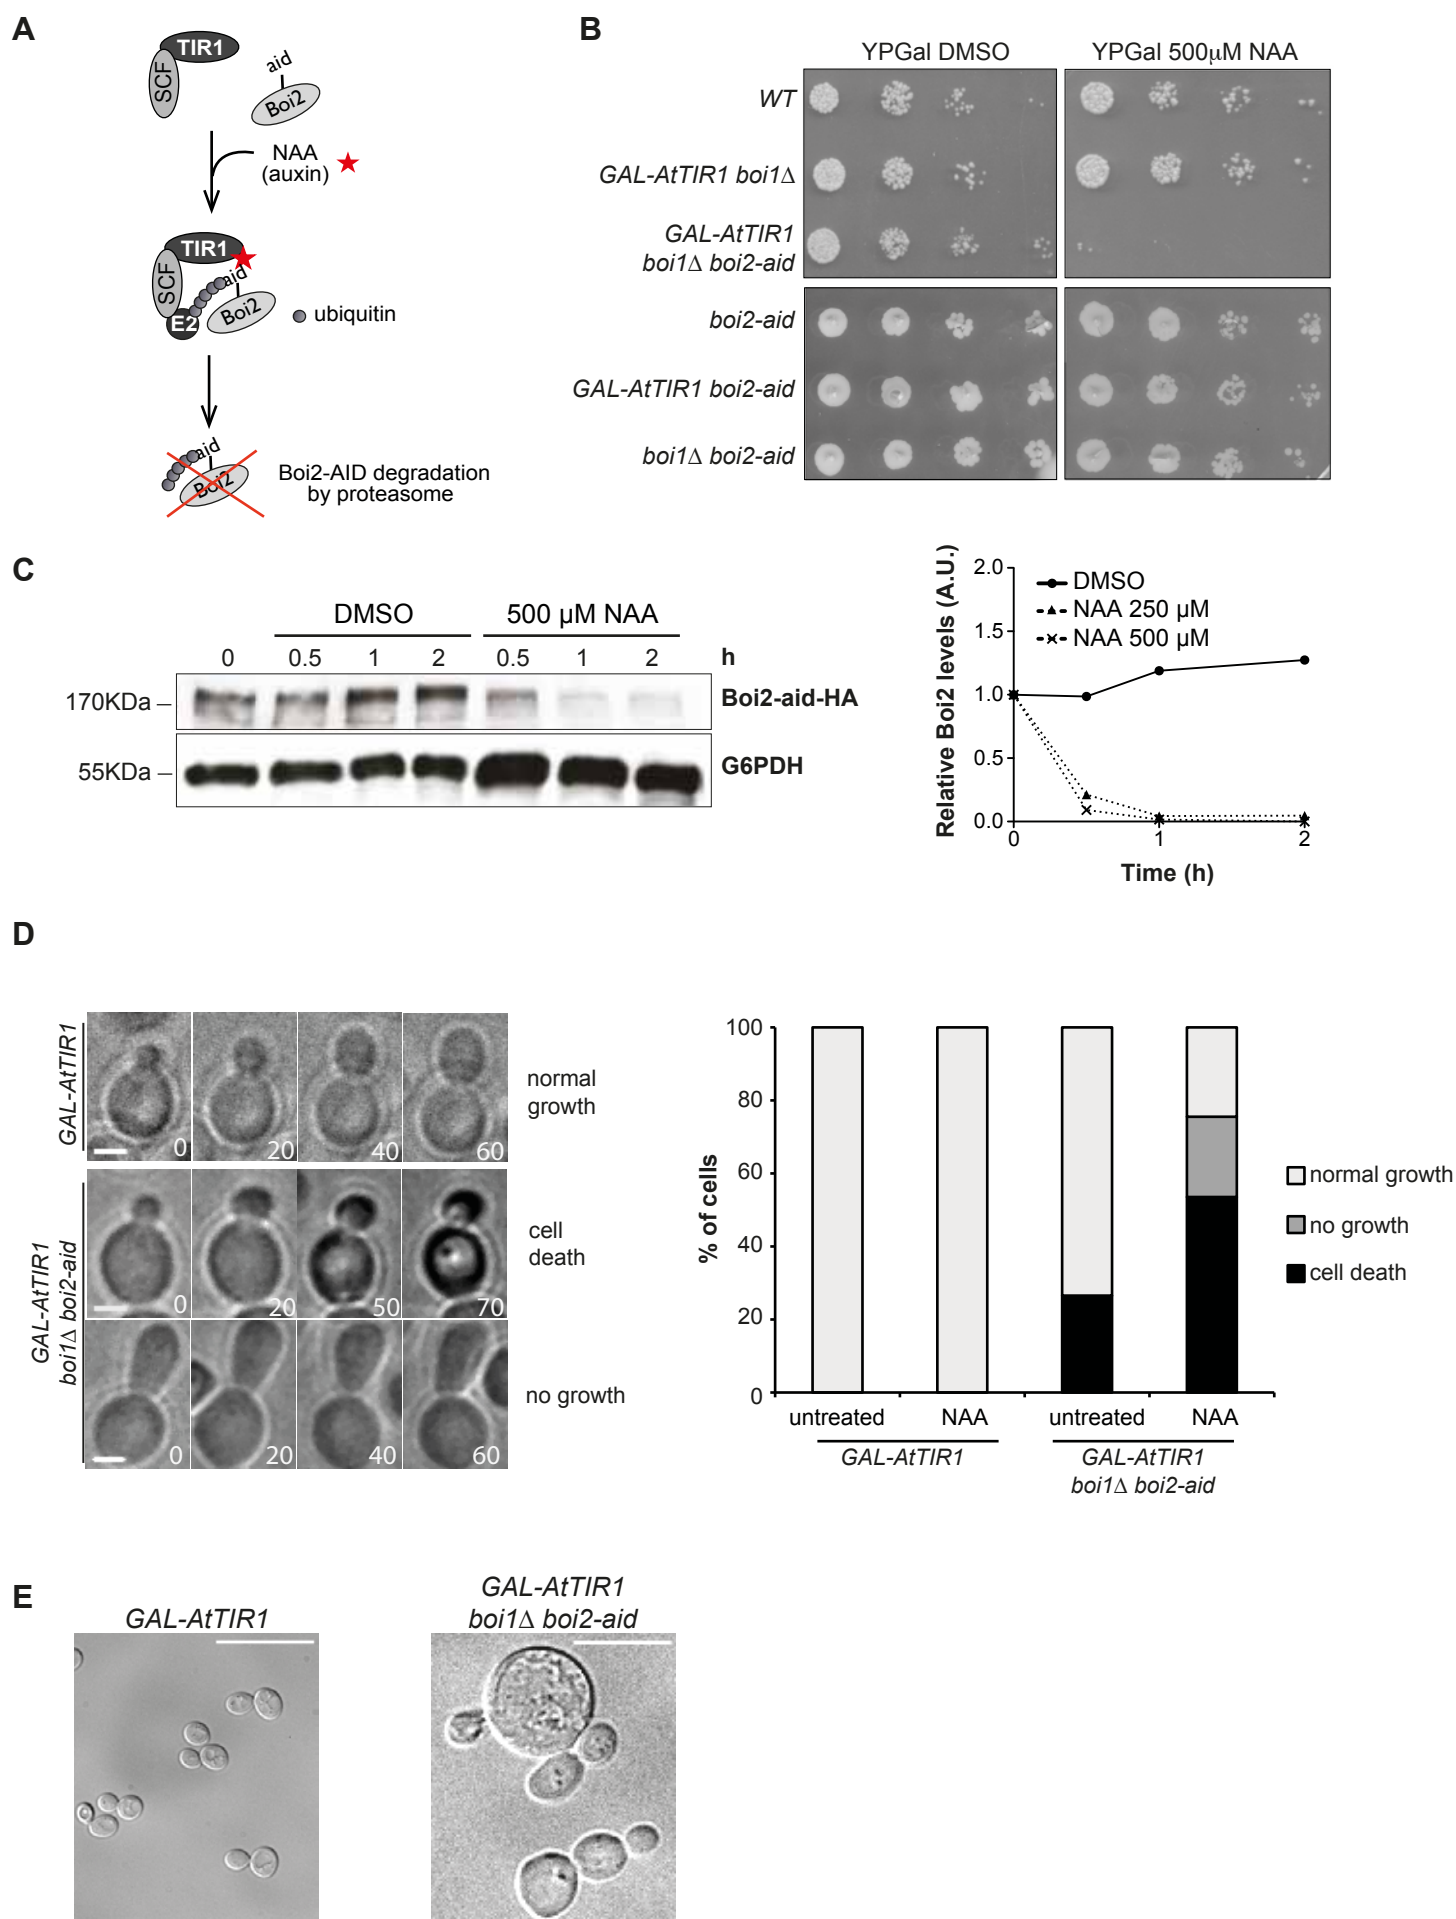 A
TIR1
SCF
aid
Boi2
NAA
(auxin)
TIR1
SCF
aid
E2
Boi2
ubiquitin
aid
Boi2
Boi2-AID degradation
by proteasome
B
YPGal DMSO
YPGal 500μM NAA
WT
GAL-AtTIR1 boi1Δ
GAL-AtTIR1
boi1Δ boi2-aid
boi2-aid
GAL-AtTIR1 boi2-aid
boi1Δ boi2-aid
C
DMSO
500 μM NAA
0 0.5 1 2 0.5 1 2 h
170KDa
Boi2-aid-HA
55KDa
G6PDH
Relative Boi2 levels (A.U.)
2.0
1.5
1.0
0.5
0.0
DMSO
NAA 250 μM
NAA 500 μM
0 1 2
Time (h)
D
GAL-AtTIR1
0 20 40 60
normal
growth
GAL-AtTIR1
boi1Δ boi2-aid
0 20 50 70
cell
death
0 20 40 60
no growth
% of cells
100
80
60
40
20
0
normal growth
no growth
cell death
untreated NAA untreated NAA
GAL-AtTIR1
GAL-AtTIR1
boi1Δ boi2-aid
E
GAL-AtTIR1
GAL-AtTIR1
boi1Δ boi2-aid